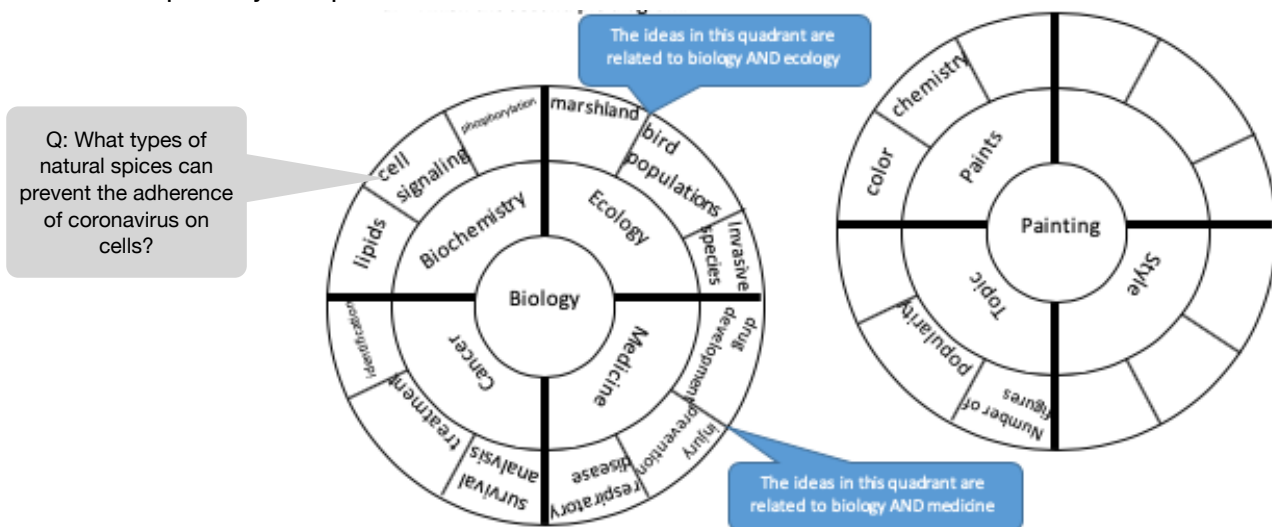 The ideas in this quadrant are
related to biology AND ecology
Q: What types of
natural spices can
prevent the adherence
of coronavirus on
cells?
phosphorylation
cell
signaling
lipids
Biochemistry
marshland
bird
populations
Invasive
species
Ecology
Biology
identification
treatment
survival
analysis
Cancer
Medicine
drug
development
injury
prevention
respiratory
disease
The ideas in this quadrant are
related to biology AND medicine
chemistry
color
Paints
Painting
Topic
Style
popularity
Number of
figures